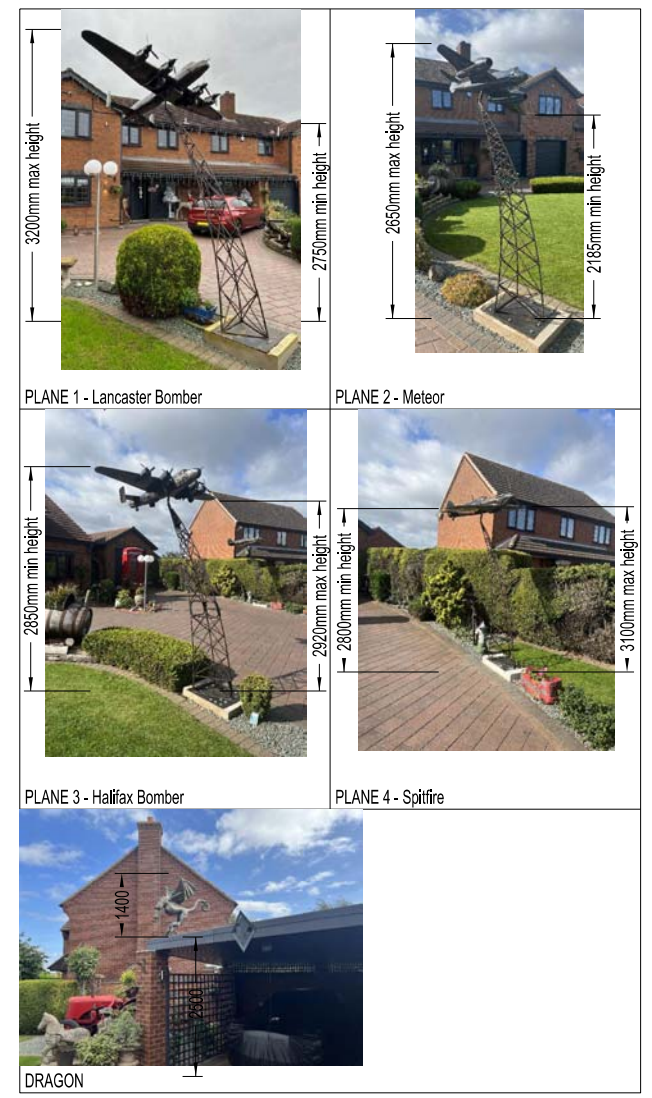 3200mm max height
2750mm min height
PLANE 1 - Lancaster Bomber
2650mm max height
2185mm min height
PLANE 2 - Meteor
2850mm min height
2920mm max height
PLANE 3 - Halifax Bomber
2800mm min height
3100mm max height
PLANE 4 - Spitfire
1400
2600
DRAGON